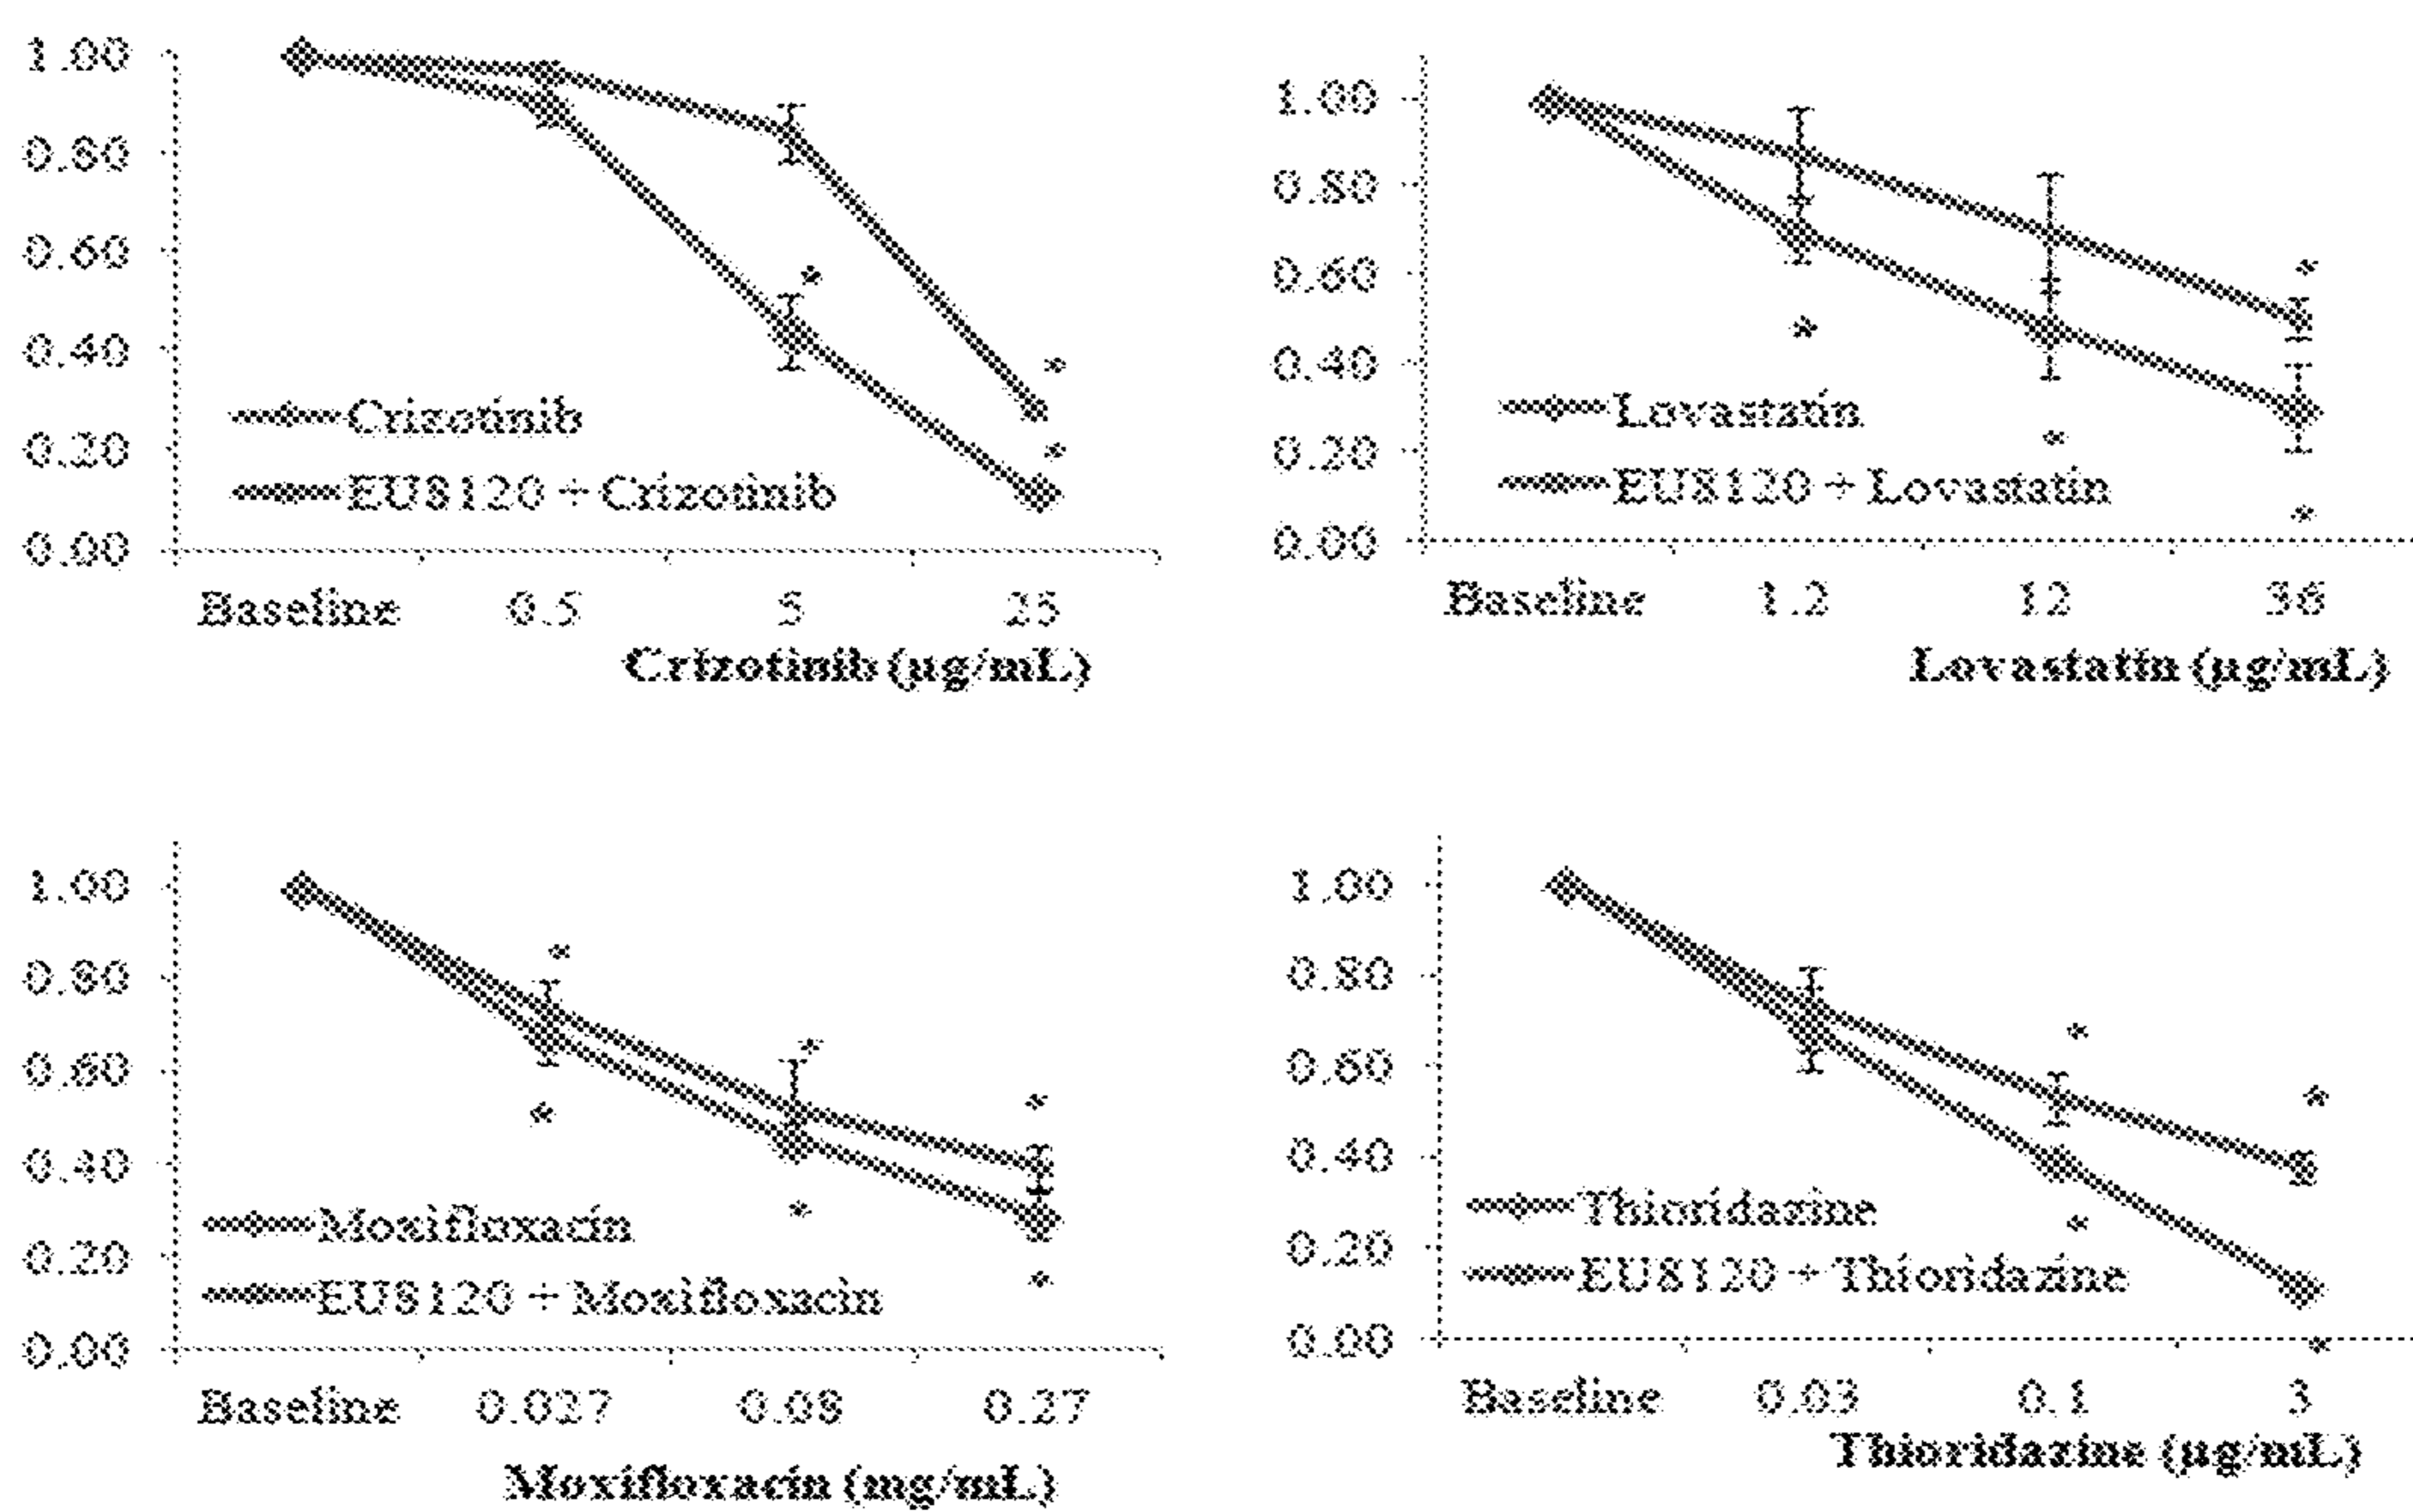 1.00
0.80
0.60
0.40
0.20
0.00
Crizotinib
EU8120 + Crizotinib
* * *
Baseline 0.5 5 25
Crizotinib (µg/mL)
1.00
0.80
0.60
0.40
0.20
0.00
Lovastatin
EU8120 + Lovastatin
* * * *
Baseline 1.2 12 36
Lovastatin (µg/mL)
1.00
0.80
0.60
0.40
0.20
0.00
Moxifloxacin
EU8120 + Moxifloxacin
* * * * * *
Baseline 0.027 0.08 0.27
Moxifloxacin (mg/mL)
1.00
0.80
0.60
0.40
0.20
0.00
Thioridazine
EU8120 + Thioridazine
* * * *
Baseline 0.03 0.1 3
Thioridazine (µg/mL)